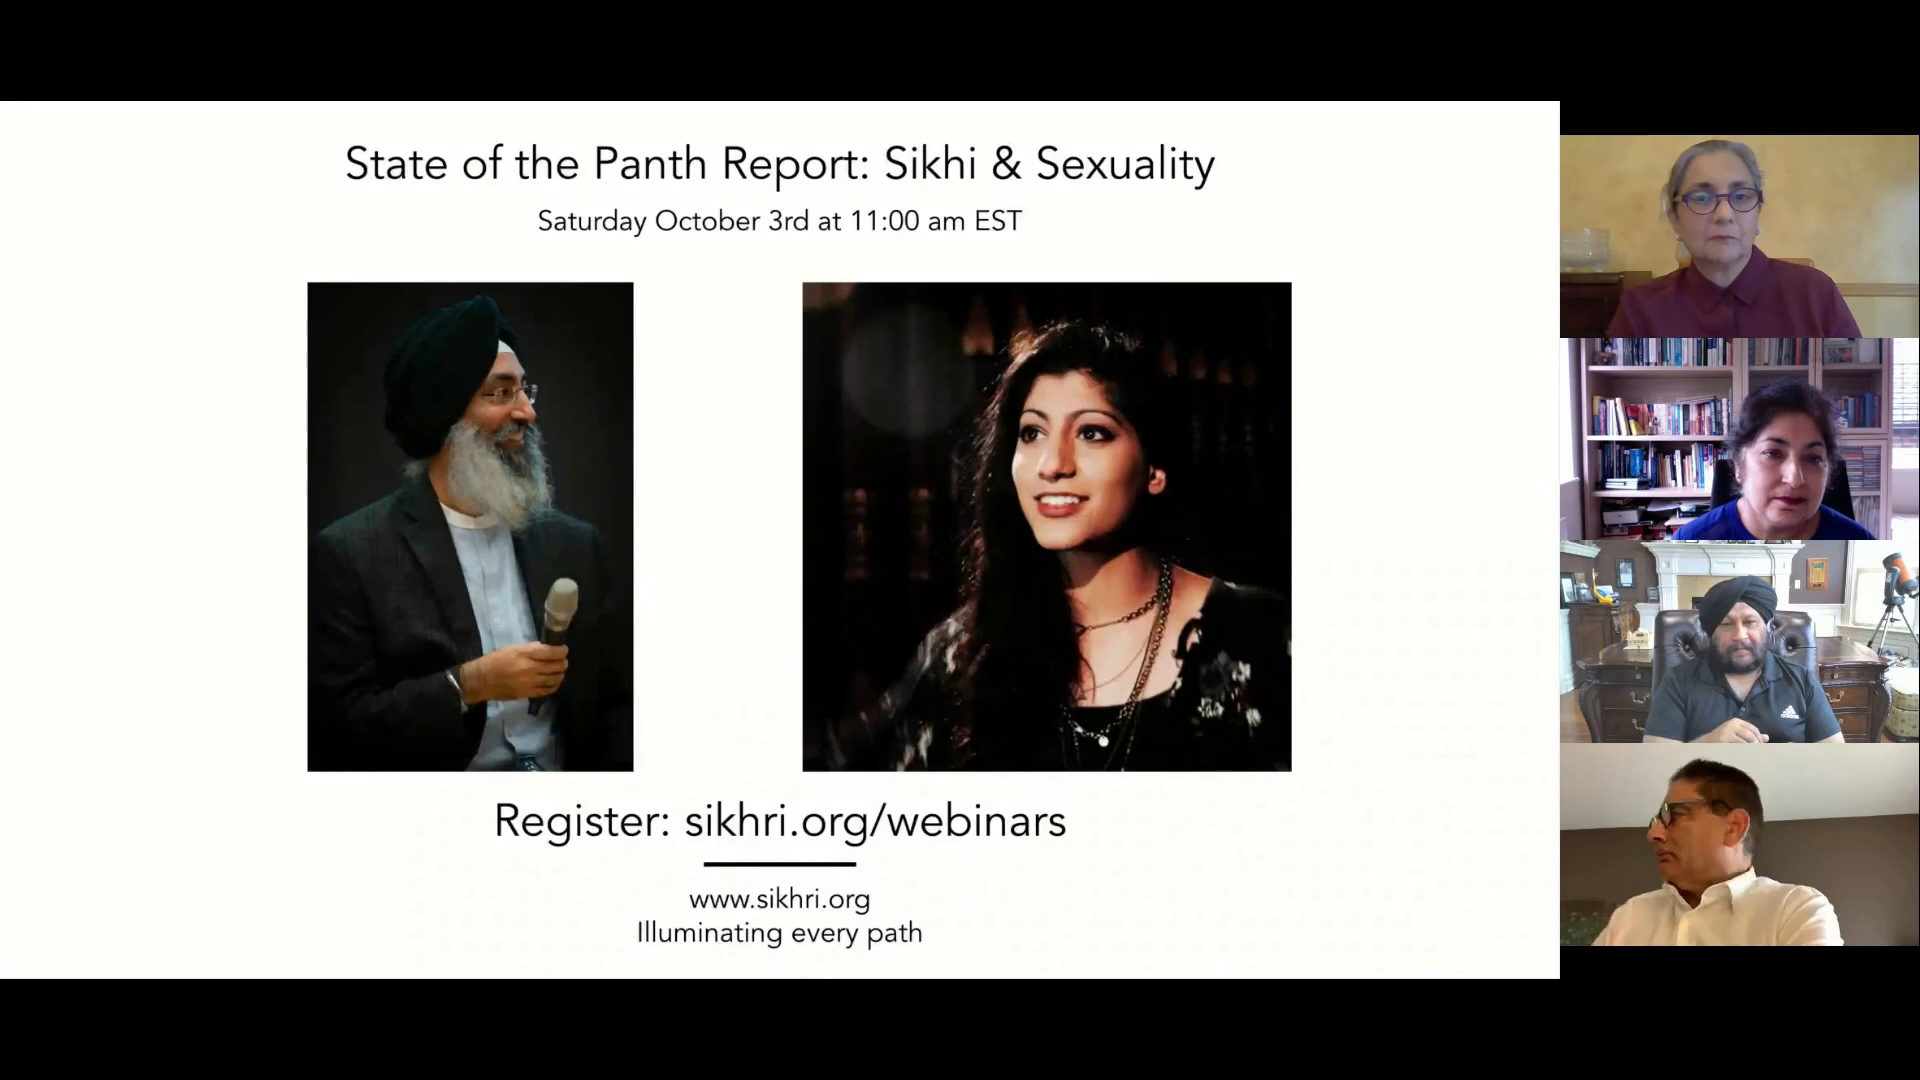 State of the Panth Report: Sikhi & Sexuality
Saturday October 3rd at 11:00 am EST
Register: sikhri.org/webinars
www.sikhri.org
Illuminating every path
adidas